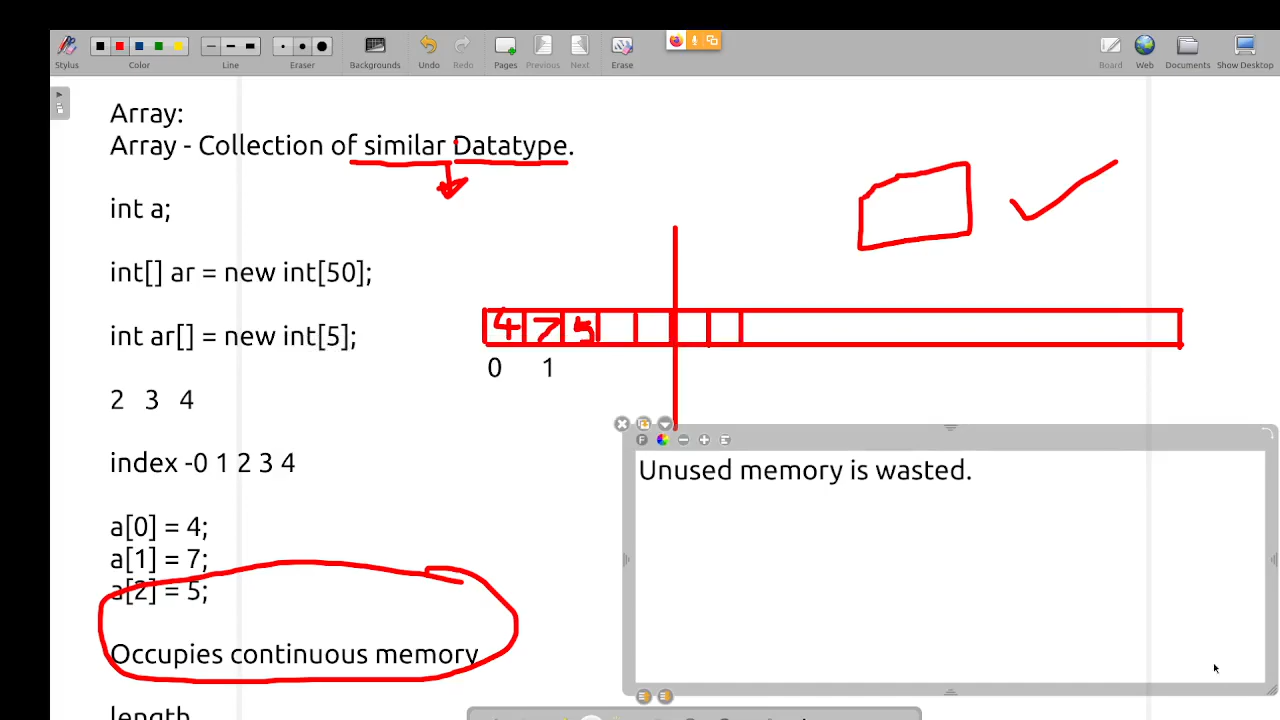 Stylus Color Line Eraser Backgrounds Undo Redo Pages Previous Next Erase Board Web Documents Show Desktop
Array:
Array - Collection of similar Datatype.
int a;
int[] ar = new int[50];
int ar[] = new int[5];
4 7 5
0 1
2 3 4
index -0 1 2 3 4
F
Unused memory is wasted.
a[0] = 4;
a[1] = 7;
a[2] = 5;
Occupies continuous memory
length